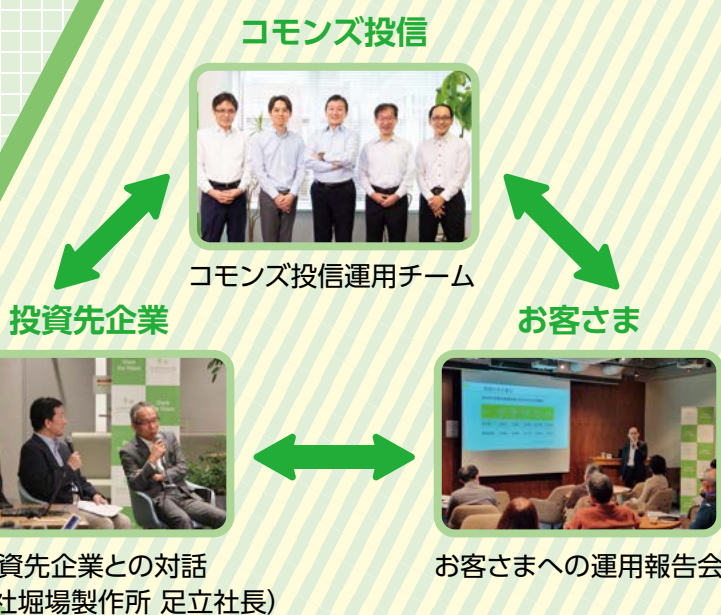 コモンズ投信
コモンズ投信運用チーム
投資先企業
お客さま
資先企業との対話
社堀場製作所 足立社長）
お客さまへの運用報告会